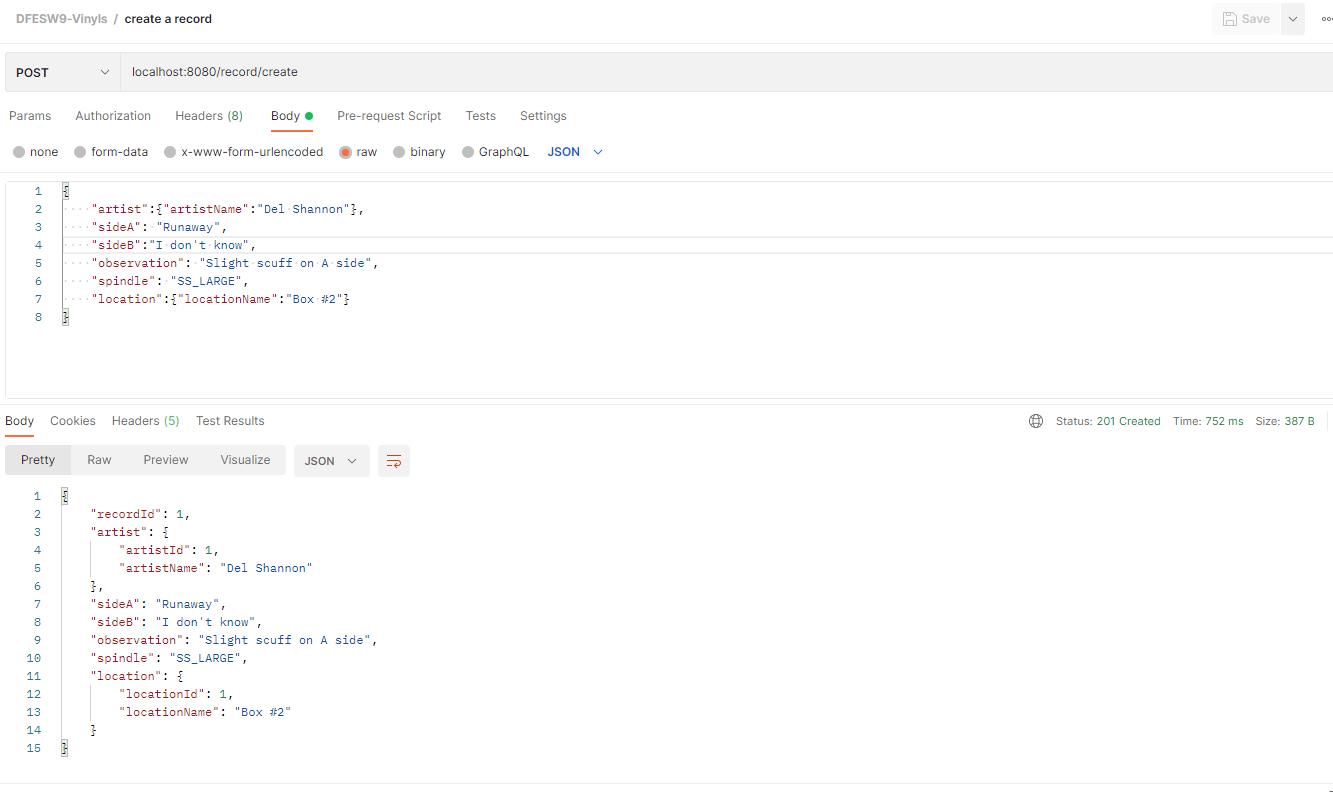 DFESW9-Vinyls / create a record Save
POST localhost:8080/record/create
Params Authorization Headers (8) Body Pre-request Script Tests Settings
none form-data x-www-form-urlencoded raw binary GraphQL JSON
1 {
2 "artist":{"artistName":"Del Shannon"},
3 "sideA": "Runaway",
4 "sideB":"I don't know",
5 "observation": "Slight scuff on A side",
6 "spindle": "SS_LARGE",
7 "location":{"locationName":"Box #2"}
8 }
Body Cookies Headers (5) Test Results Status: 201 Created Time: 752 ms Size: 387 B
Pretty Raw Preview Visualize JSON
1 {
2 "recordId": 1,
3 "artist": {
4 "artistId": 1,
5 "artistName": "Del Shannon"
6 },
7 "sideA": "Runaway",
8 "sideB": "I don't know",
9 "observation": "Slight scuff on A side",
10 "spindle": "SS_LARGE",
11 "location": {
12 "locationId": 1,
13 "locationName": "Box #2"
14 }
15 }